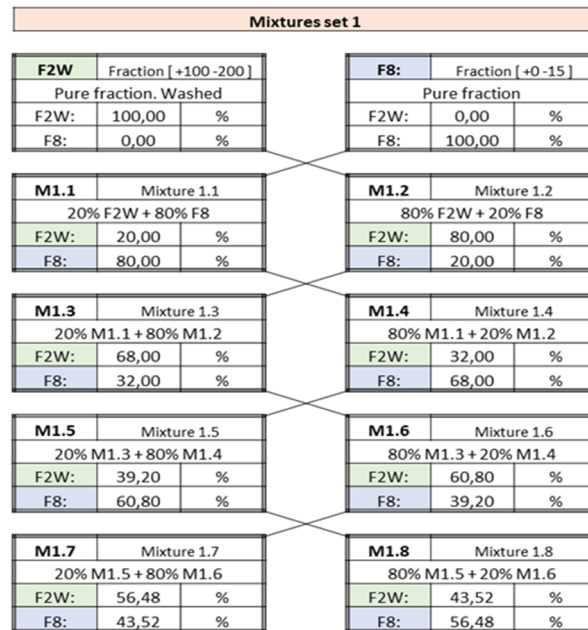 Mixtures set 1
F2W Fraction [ +100 -200 ]
Pure fraction. Washed
F2W: 100,00 %
F8: 0,00 %
F8: Fraction [ +0 -15 ]
Pure fraction
F2W: 0,00 %
F8: 100,00 %
M1.1 Mixture 1.1
20% F2W + 80% F8
F2W: 20,00 %
F8: 80,00 %
M1.2 Mixture 1.2
80% F2W + 20% F8
F2W: 80,00 %
F8: 20,00 %
M1.3 Mixture 1.3
20% M1.1 + 80% M1.2
F2W: 68,00 %
F8: 32,00 %
M1.4 Mixture 1.4
80% M1.1 + 20% M1.2
F2W: 32,00 %
F8: 68,00 %
M1.5 Mixture 1.5
20% M1.3 + 80% M1.4
F2W: 39,20 %
F8: 60,80 %
M1.6 Mixture 1.6
80% M1.3 + 20% M1.4
F2W: 60,80 %
F8: 39,20 %
M1.7 Mixture 1.7
20% M1.5 + 80% M1.6
F2W: 56,48 %
F8: 43,52 %
M1.8 Mixture 1.8
80% M1.5 + 20% M1.6
F2W: 43,52 %
F8: 56,48 %